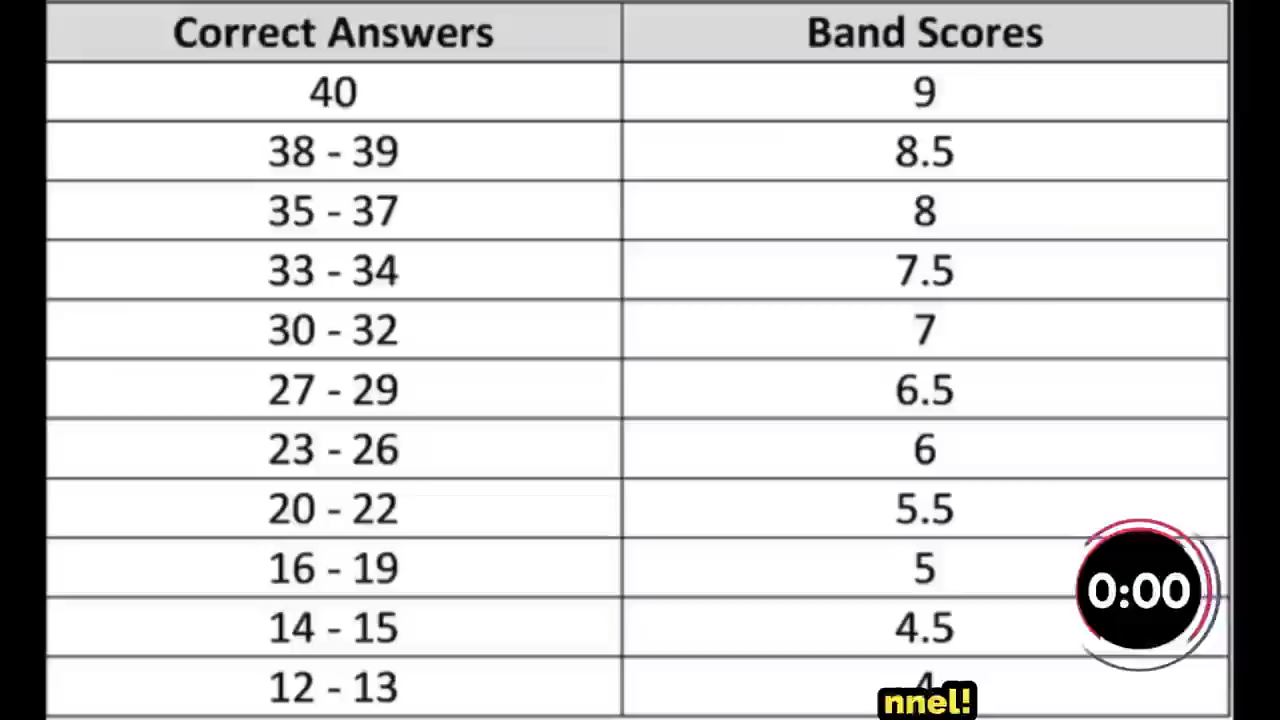 Correct Answers Band Scores
40 9
38 - 39 8.5
35 - 37 8
33 - 34 7.5
30 - 32 7
27 - 29 6.5
23 - 26 6
20 - 22 5.5
16 - 19 5
0:00
14 - 15 4.5
12 - 13 4
nnel!